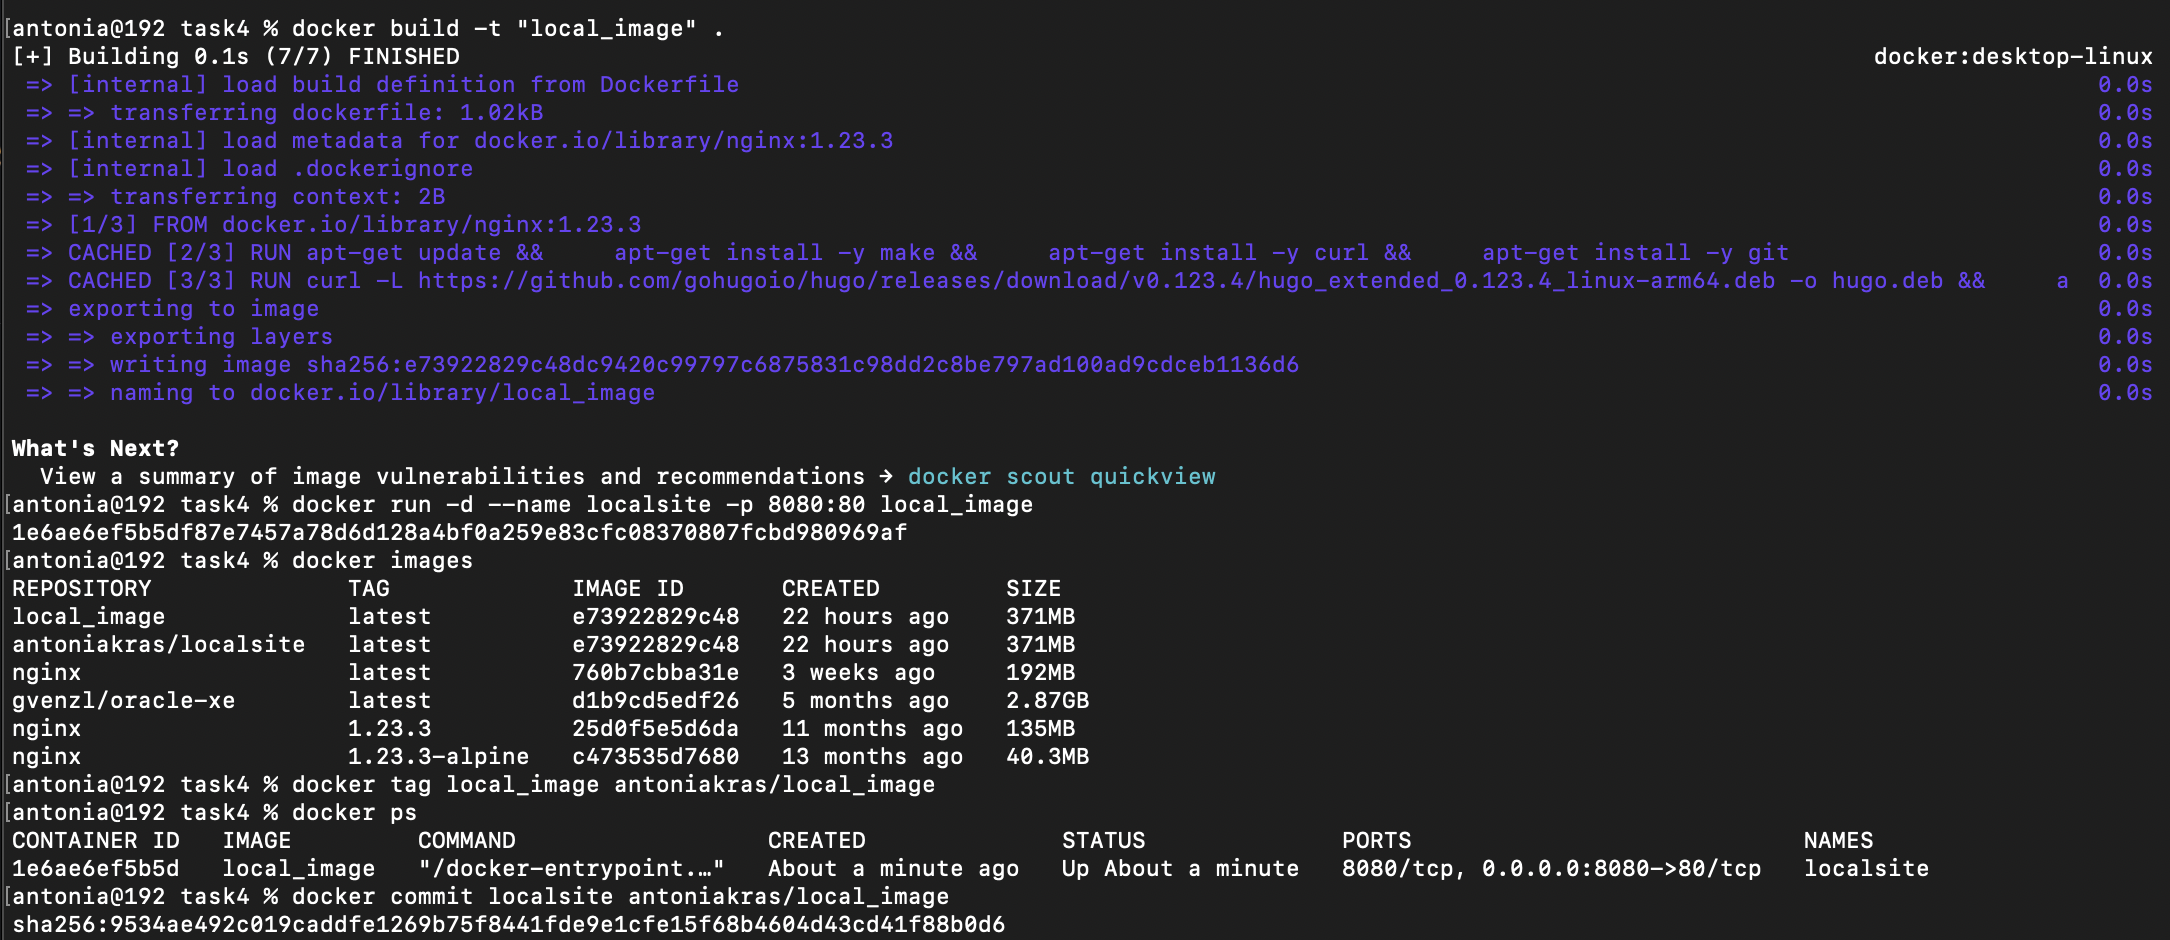 [antonia@192 task4 % docker build -t "local_image" .
[+] Building 0.1s (7/7) FINISHED docker:desktop-linux
=> [internal] load build definition from Dockerfile 0.0s
=> => transferring dockerfile: 1.02kB 0.0s
=> [internal] load metadata for docker.io/library/nginx:1.23.3 0.0s
=> [internal] load .dockerignore 0.0s
=> => transferring context: 2B 0.0s
=> [1/3] FROM docker.io/library/nginx:1.23.3 0.0s
=> CACHED [2/3] RUN apt-get update &&     apt-get install -y make &&     apt-get install -y curl &&     apt-get install -y git 0.0s
=> CACHED [3/3] RUN curl -L https://github.com/gohugoio/hugo/releases/download/v0.123.4/hugo_extended_0.123.4_linux-arm64.deb -o hugo.deb &&     a 0.0s
=> exporting to image 0.0s
=> => exporting layers 0.0s
=> => writing image sha256:e73922829c48dc9420c99797c6875831c98dd2c8be797ad100ad9cdceb1136d6 0.0s
=> => naming to docker.io/library/local_image 0.0s
What's Next?
View a summary of image vulnerabilities and recommendations → docker scout quickview
[antonia@192 task4 % docker run -d --name localsite -p 8080:80 local_image
1e6ae6ef5b5df87e7457a78d6d128a4bf0a259e83cfc08370807fcbd980969af
[antonia@192 task4 % docker images
REPOSITORY TAG IMAGE ID CREATED SIZE
local_image latest e73922829c48 22 hours ago 371MB
antoniakras/localsite latest e73922829c48 22 hours ago 371MB
nginx latest 760b7cbba31e 3 weeks ago 192MB
gvenzl/oracle-xe latest d1b9cd5edf26 5 months ago 2.87GB
nginx 1.23.3 25d0f5e5d6da 11 months ago 135MB
nginx 1.23.3-alpine c473535d7680 13 months ago 40.3MB
[antonia@192 task4 % docker tag local_image antoniakras/local_image
[antonia@192 task4 % docker ps
CONTAINER ID IMAGE COMMAND CREATED STATUS PORTS NAMES
1e6ae6ef5b5d local_image "/docker-entrypoint.…" About a minute ago Up About a minute 8080/tcp, 0.0.0.0:8080->80/tcp localsite
[antonia@192 task4 % docker commit localsite antoniakras/local_image
sha256:9534ae492c019caddfe1269b75f8441fde9e1cfe15f68b4604d43cd41f88b0d6